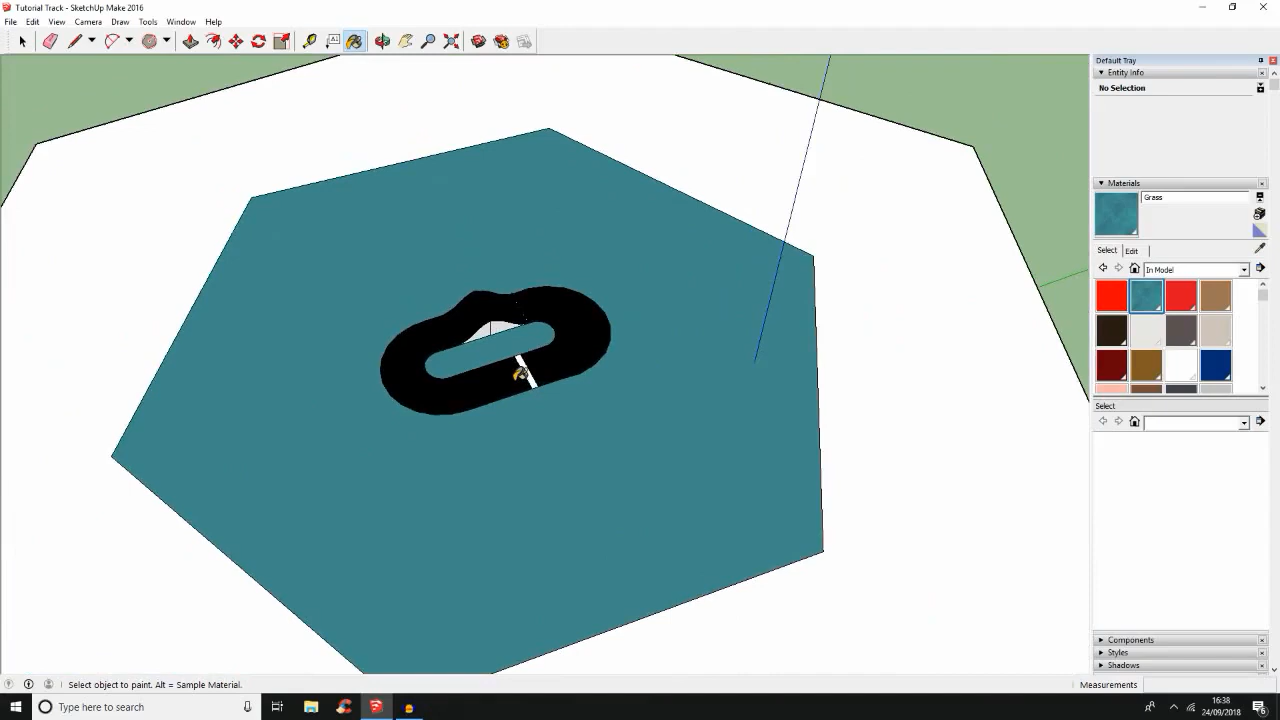 Tutorial Track - SketchUp Make 2016
File Edit View Camera Draw Tools Window Help
Default Tray
Entity Info
No Selection
Materials
Grass
Select Edit
In Model
Select
Components
Styles
Shadows
Select object to paint. Alt = Sample Material.
Measurements
Type here to search
16:38
24/09/2018
6